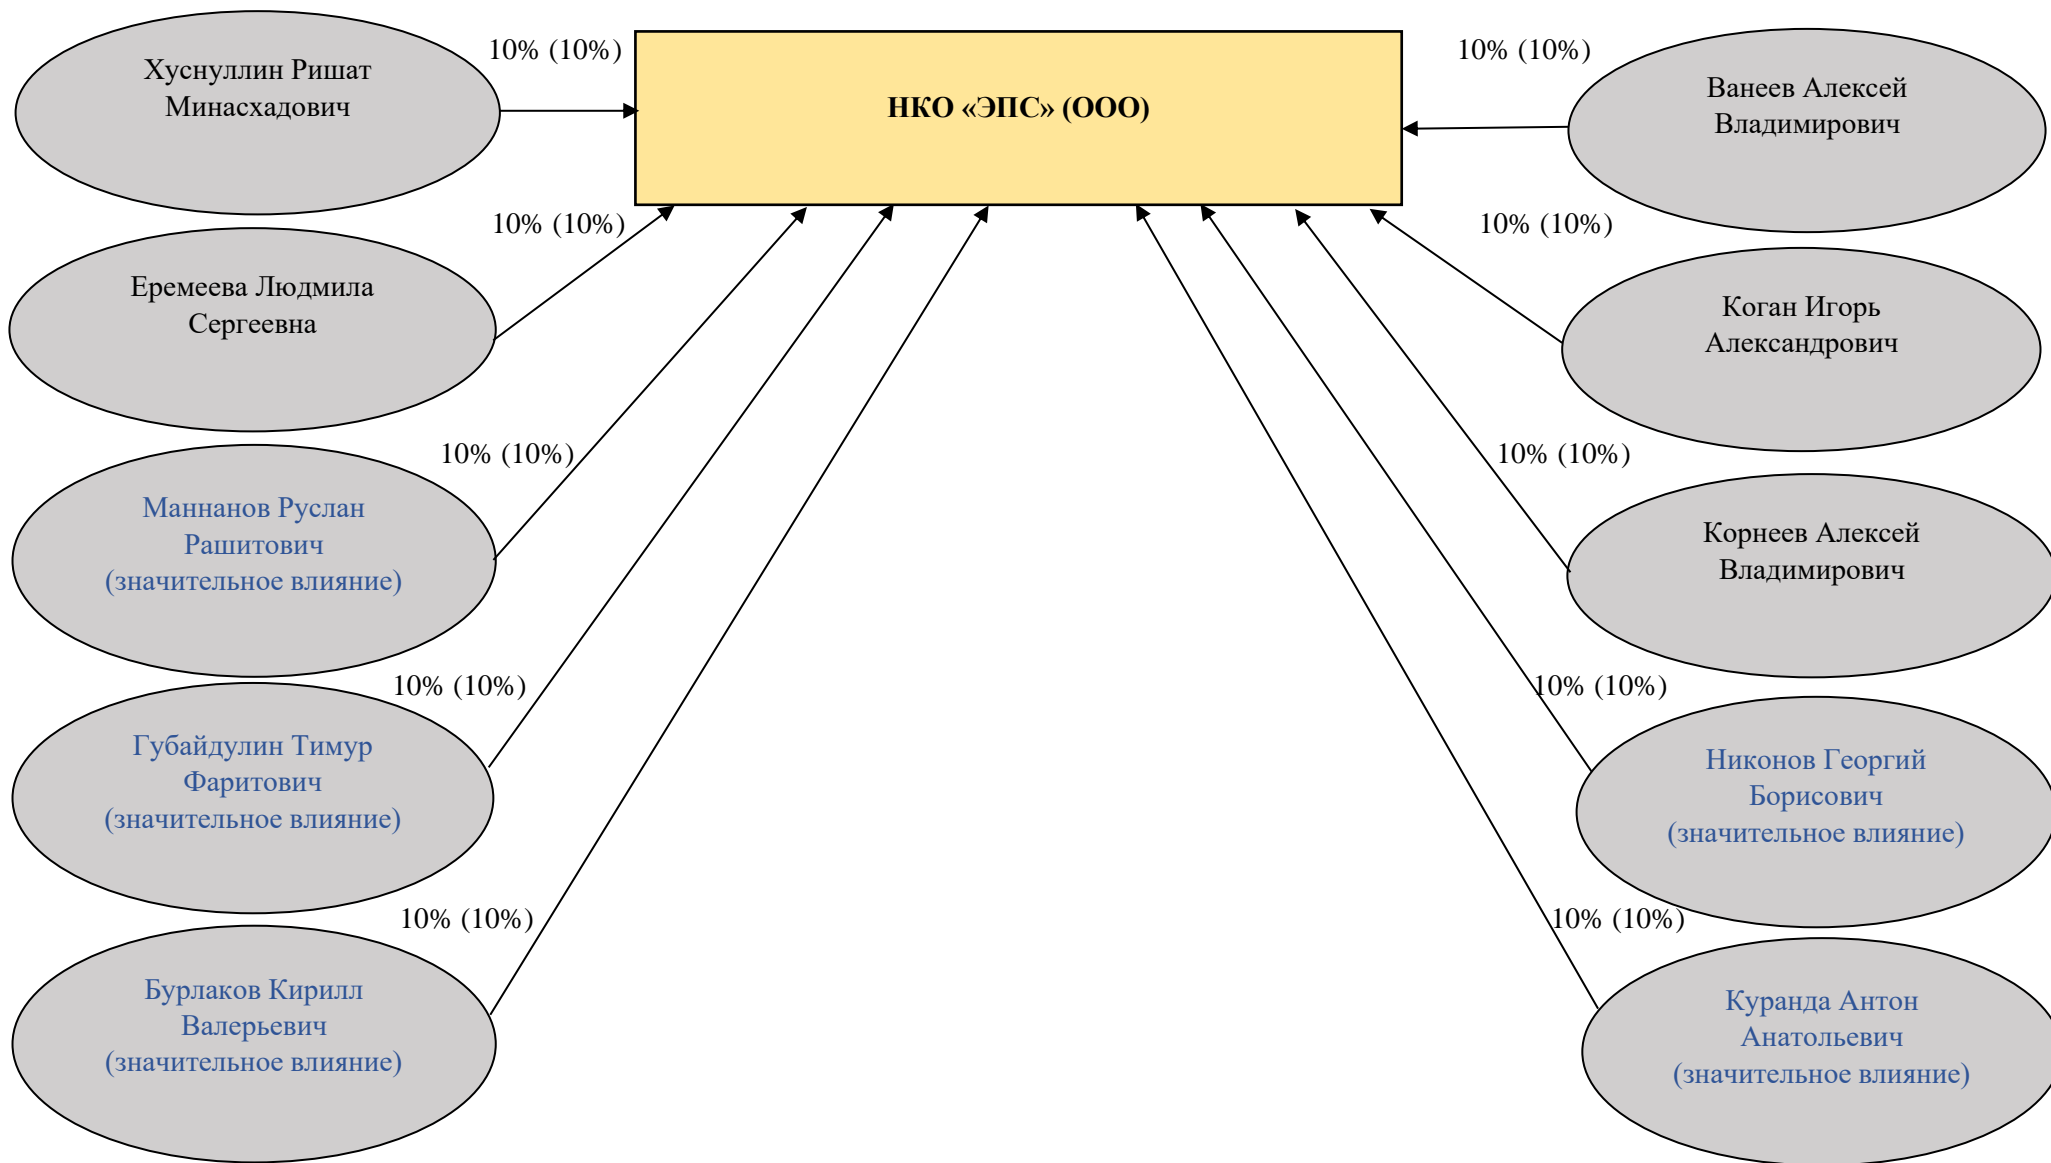 Хуснуллин Ришат
Минасхадович
10% (10%)
НКО «ЭПС» (ООО)
10% (10%)
Ванеев Алексей
Владимирович
Еремеева Людмила
Сергеевна
10% (10%)
10% (10%)
Коган Игорь
Александрович
Маннанов Руслан
Рашитович
(значительное влияние)
10% (10%)
10% (10%)
Корнеев Алексей
Владимирович
Губайдулин Тимур
Фаритович
(значительное влияние)
10% (10%)
10% (10%)
Никонов Георгий
Борисович
(значительное влияние)
Бурлаков Кирилл
Валерьевич
(значительное влияние)
10% (10%)
10% (10%)
Куранда Антон
Анатольевич
(значительное влияние)